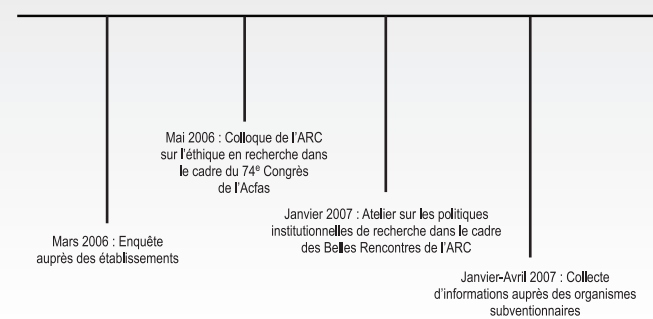 Mars 2006 : Enquête
auprès des établissements
Mai 2006 : Colloque de l'ARC
sur l'éthique en recherche dans
le cadre du 74e Congrès
de l'Acfas
Janvier 2007 : Atelier sur les politiques
institutionnelles de recherche dans le cadre
des Belles Rencontres de l'ARC
Janvier-Avril 2007 : Collecte
d'informations auprès des organismes
subventionnaires